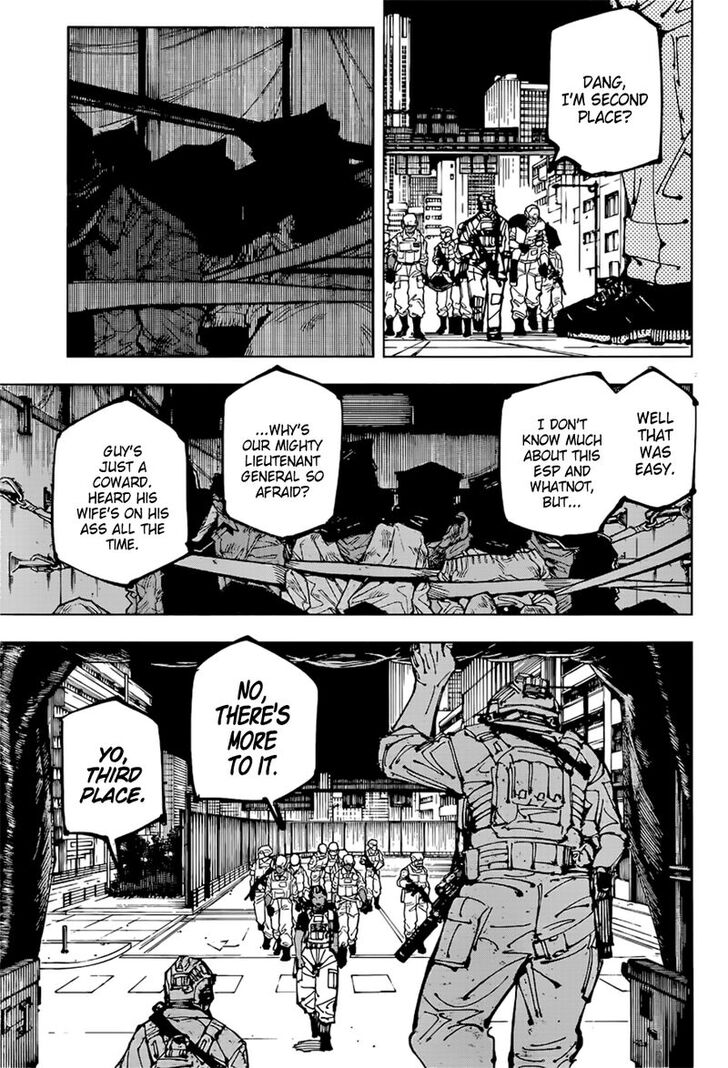 DANG,
I'M SECOND
PLACE?
WELL
THAT
WAS
EASY.
I DON'T
KNOW MUCH
ABOUT THIS
ESP AND
WHATNOT,
BUT...
...WHY'S
OUR MIGHTY
LIEUTENANT
GENERAL SO
AFRAID?
GUY'S
JUST A
COWARD.
HEARD HIS
WIFE'S ON HIS
ASS ALL THE
TIME.
NO,
THERE'S
MORE
TO IT.
YO,
THIRD
PLACE.